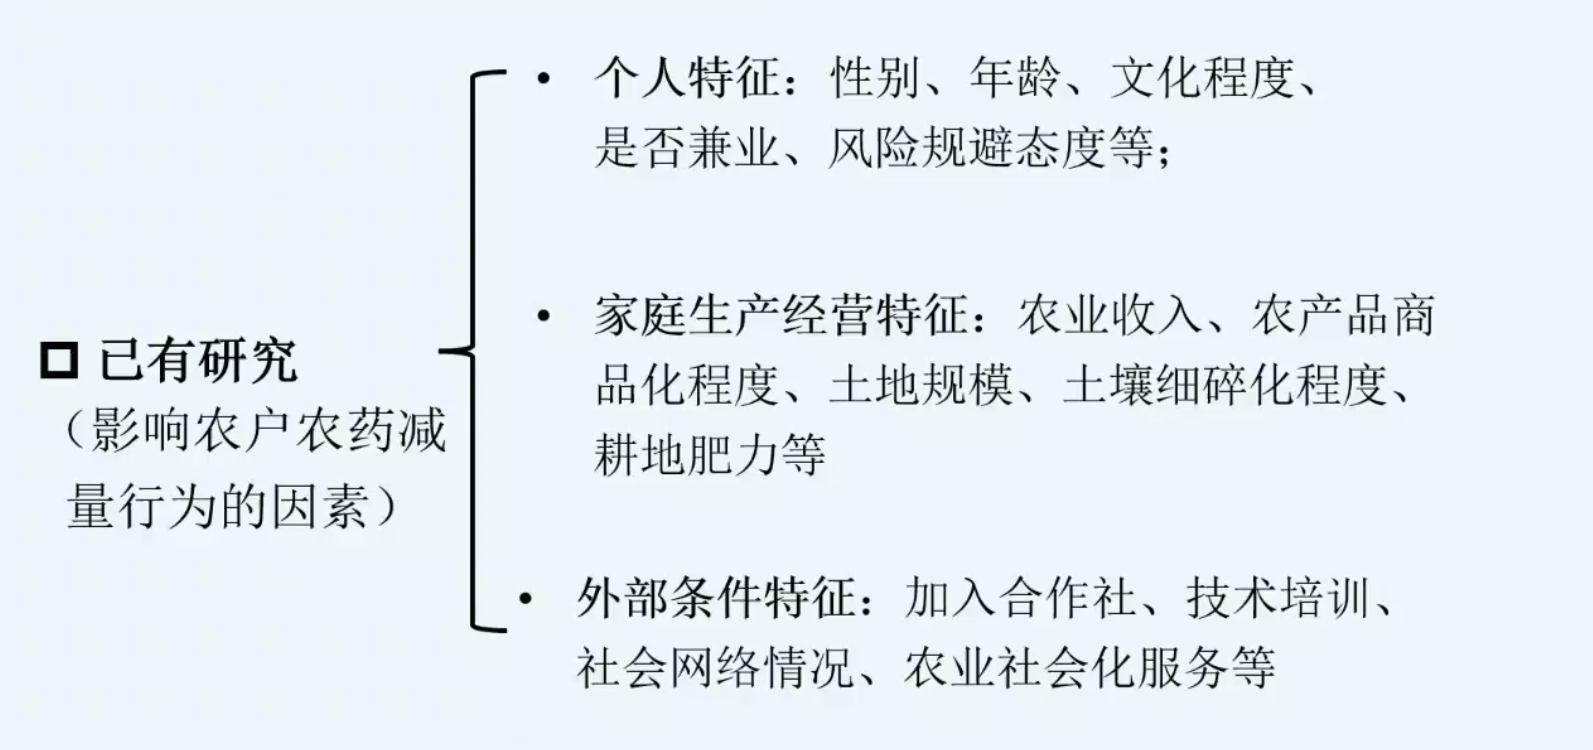 • 个人特征：性别、年龄、文化程度、
是否兼业、风险规避态度等；
• 家庭生产经营特征：农业收入、农产品商
品化程度、土地规模、土壤细碎化程度、
耕地肥力等
已有研究
（影响农户农药减
量行为的因素）
• 外部条件特征：加入合作社、技术培训、
社会网络情况、农业社会化服务等